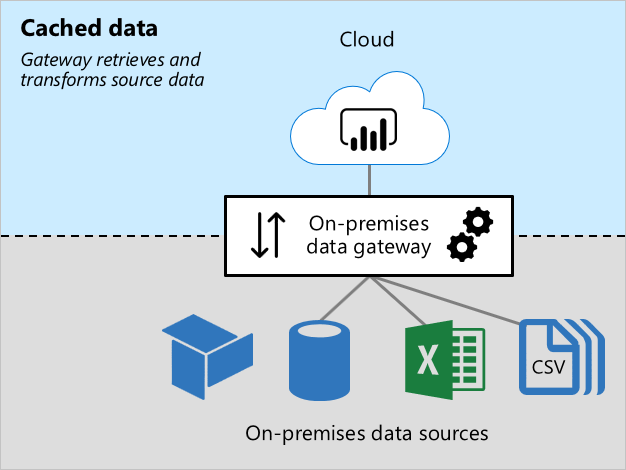 Cached data
Gateway retrieves and
transforms source data
Cloud
On-premises
data gateway
X
CSV
On-premises data sources